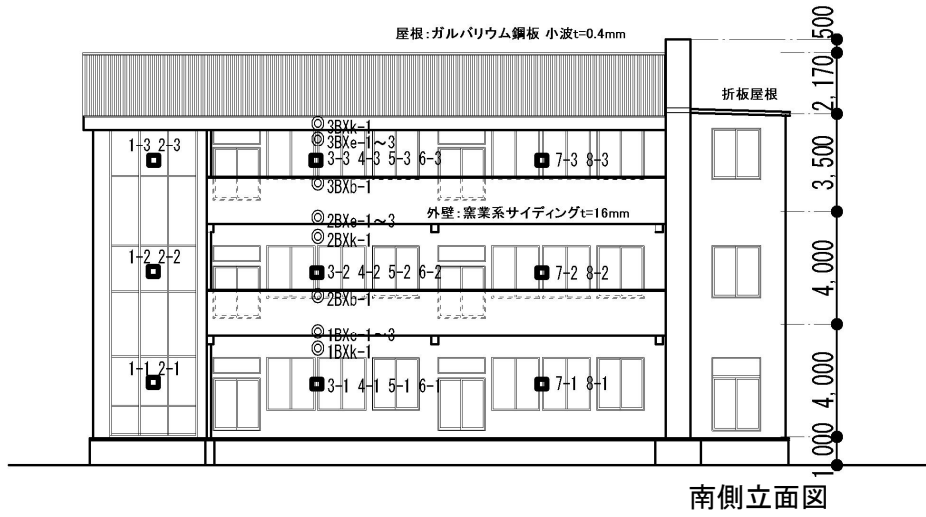 屋根:ガルバリウム鋼板 小波t=0.4mm
500
折板屋根
2,170
3BXk-1
3BXe-1～3
1-3 2-3
3-3 4-3 5-3 6-3
7-3 8-3
3,500
3BXb-1
2BXe-1～3
外壁:窯業系サイディングt=16mm
2BXk-1
1-2 2-2
3-2 4-2 5-2 6-2
7-2 8-2
4,000
2BXb-1
1BXe-1～3
1BXk-1
1-1 2-1
3-1 4-1 5-1 6-1
7-1 8-1
4,000
1,000
南側立面図